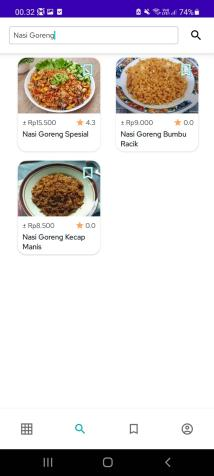 00.32
74%
Nasi Goreng
± Rp15.500 4.3
Nasi Goreng Spesial
± Rp9.000 0.0
Nasi Goreng Bumbu
Racik
± Rp8.500 0.0
Nasi Goreng Kecap
Manis